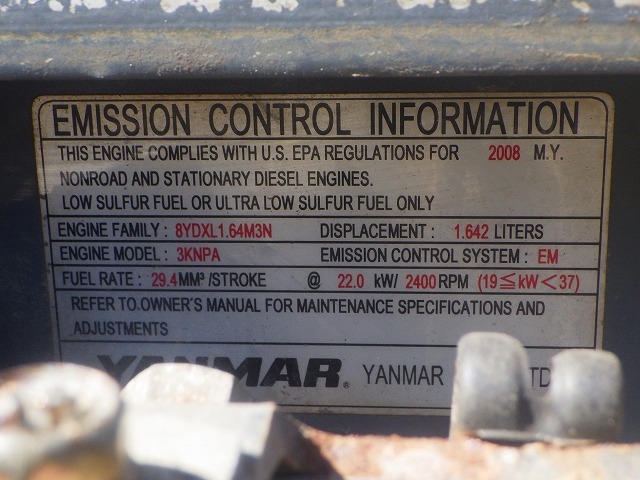 EMISSION CONTROL INFORMATION
THIS ENGINE COMPLIES WITH U.S. EPA REGULATIONS FOR 2008 M.Y.
NONROAD AND STATIONARY DIESEL ENGINES.
LOW SULFUR FUEL OR ULTRA LOW SULFUR FUEL ONLY
ENGINE FAMILY : 8YDXL1.64M3N DISPLACEMENT : 1.642 LITERS
ENGINE MODEL : 3KNPA EMISSION CONTROL SYSTEM : EM
FUEL RATE : 29.4MM³ /STROKE @ 22.0 kW/ 2400 RPM (19≦kW<37)
REFER TO OWNER'S MANUAL FOR MAINTENANCE SPECIFICATIONS AND
ADJUSTMENTS
YANMAR® YANMAR